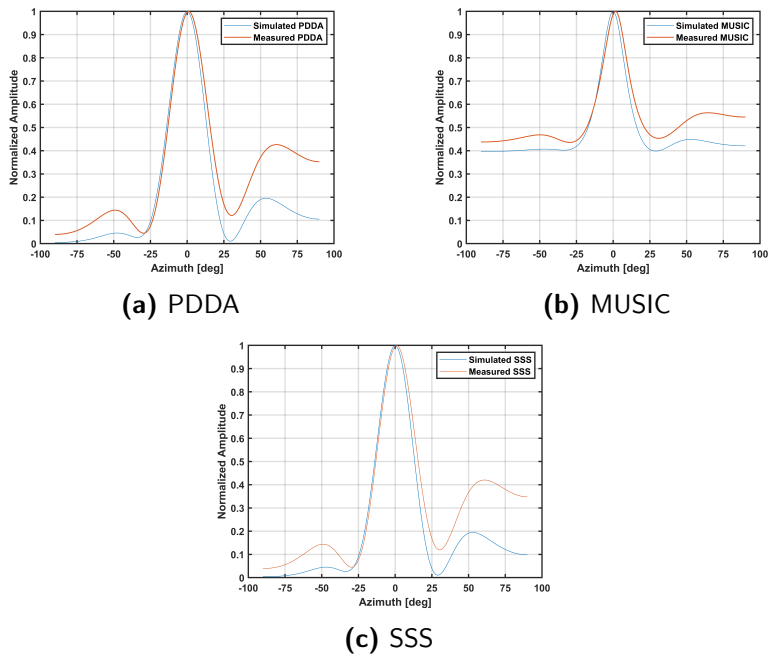 Simulated PDDA
Measured PDDA
Normalized Amplitude
1
0.9
0.8
0.7
0.6
0.5
0.4
0.3
0.2
0.1
0
-100 -75 -50 -25 0 25 50 75 100
Azimuth [deg]
(a) PDDA
Simulated MUSIC
Measured MUSIC
Normalized Amplitude
1
0.9
0.8
0.7
0.6
0.5
0.4
0.3
0.2
0.1
0
-100 -75 -50 -25 0 25 50 75 100
Azimuth [deg]
(b) MUSIC
Simulated SSS
Measured SSS
Normalized Amplitude
1
0.9
0.8
0.7
0.6
0.5
0.4
0.3
0.2
0.1
0
-100 -75 -50 -25 0 25 50 75 100
Azimuth [deg]
(c) SSS